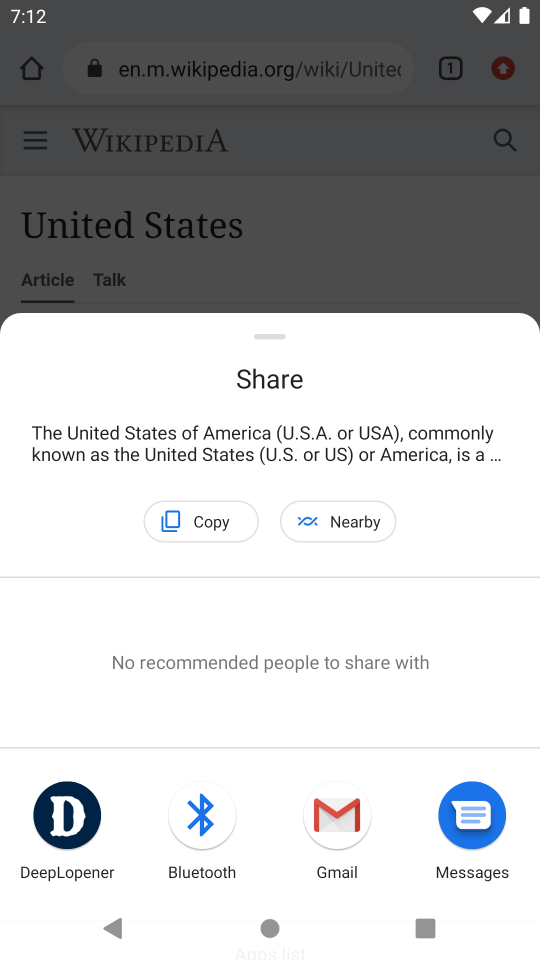 7:12
en.m.wikipedia.org/wiki/United
1
WIKIPEDIA
United States
Article Talk
Share
The United States of America (U.S.A. or USA), commonly
known as the United States (U.S. or US) or America, is a ...
Copy Nearby
No recommended people to share with
D
DeepLopener Bluetooth Gmail Messages
Apps list